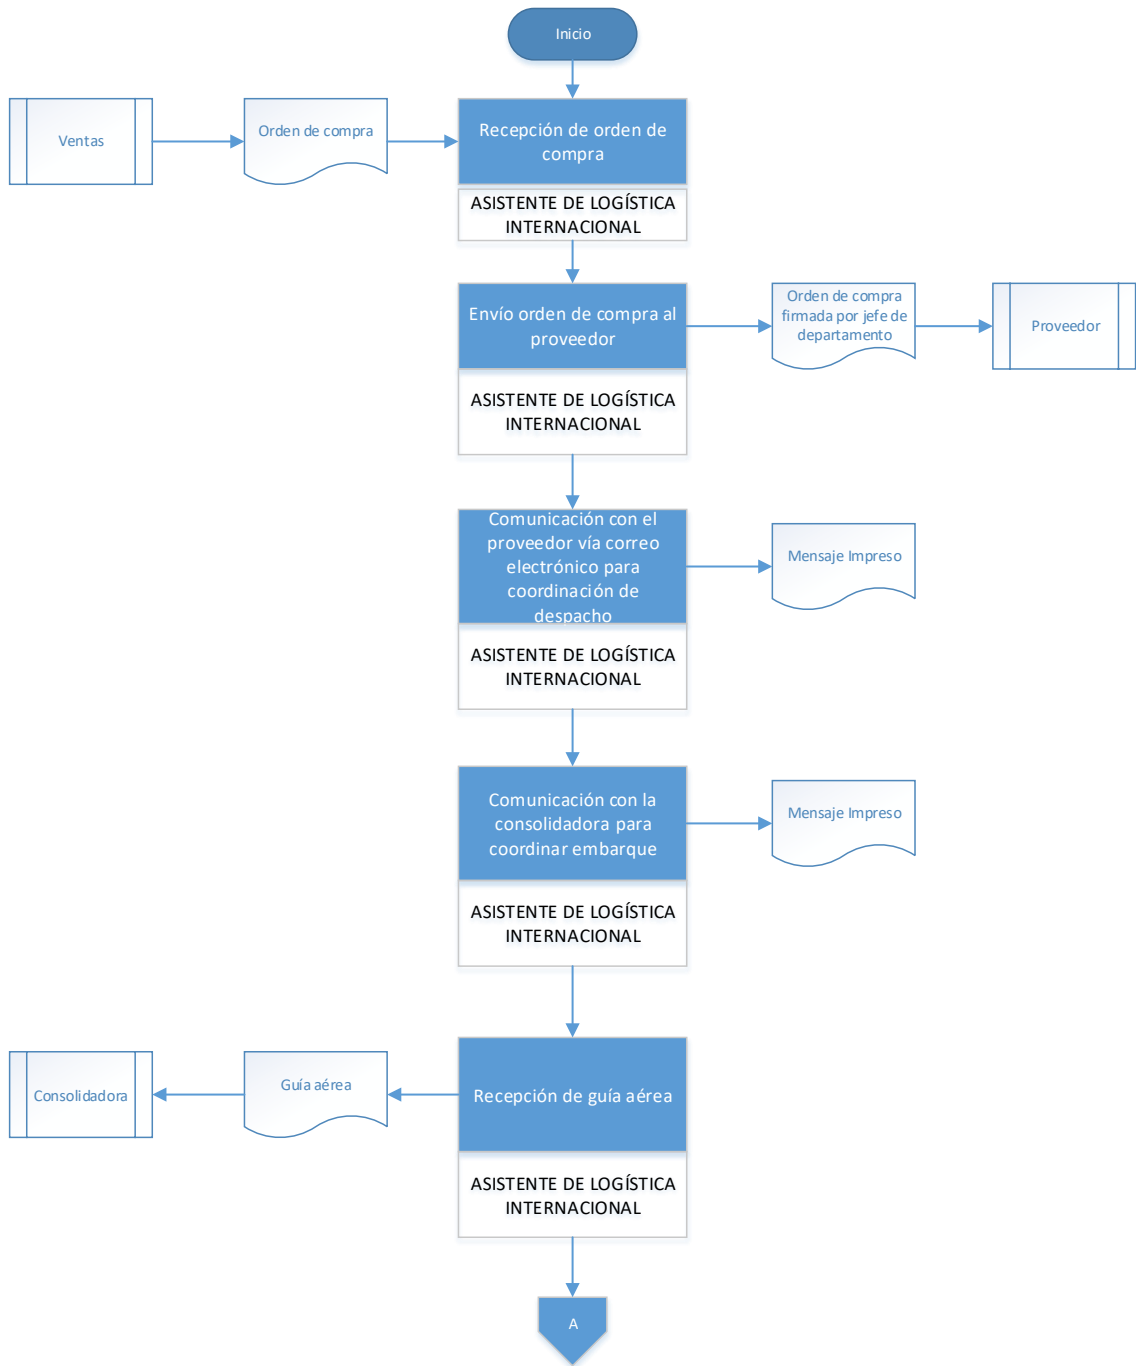 Inicio
Ventas
Orden de compra
Recepción de orden de
compra
ASISTENTE DE LOGÍSTICA
INTERNACIONAL
Envío orden de compra al
proveedor
Orden de compra
firmada por jefe de
departamento
Proveedor
ASISTENTE DE LOGÍSTICA
INTERNACIONAL
Comunicación con el
proveedor vía correo
electrónico para
coordinación de
despacho
Mensaje Impreso
ASISTENTE DE LOGÍSTICA
INTERNACIONAL
Comunicación con la
consolidadora para
coordinar embarque
Mensaje Impreso
ASISTENTE DE LOGÍSTICA
INTERNACIONAL
Consolidadora
Guía aérea
Recepción de guía aérea
ASISTENTE DE LOGÍSTICA
INTERNACIONAL
A